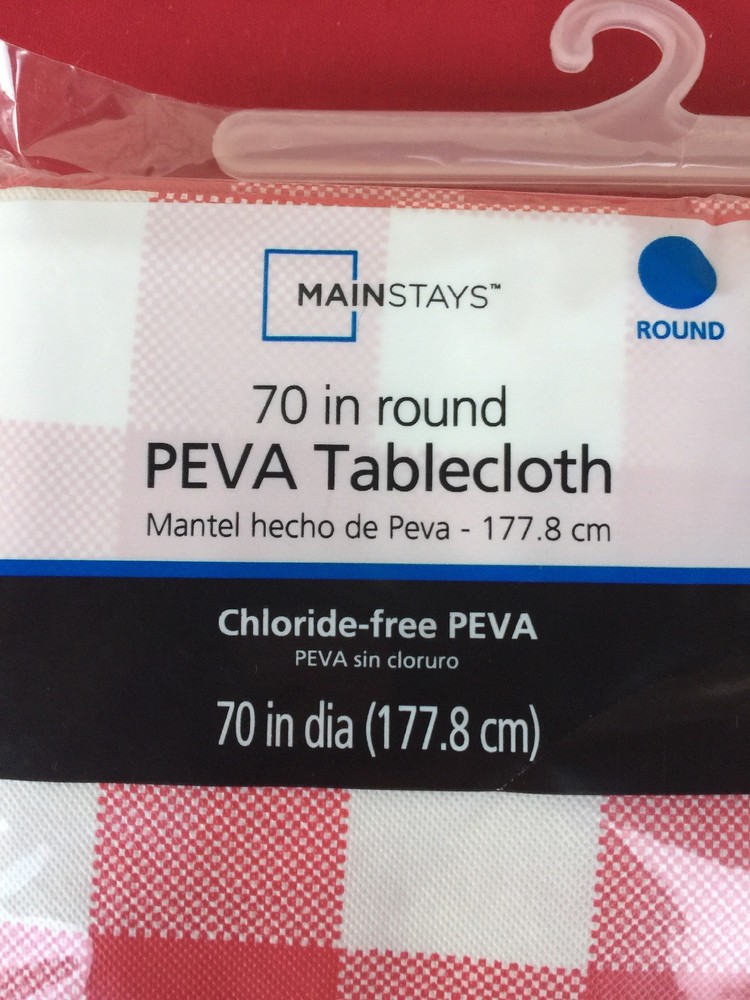 MAINSTAYS™
ROUND
70 in round
PEVA Tablecloth
Mantel hecho de Peva - 177.8 cm
Chloride-free PEVA
PEVA sin cloruro
70 in dia (177.8 cm)